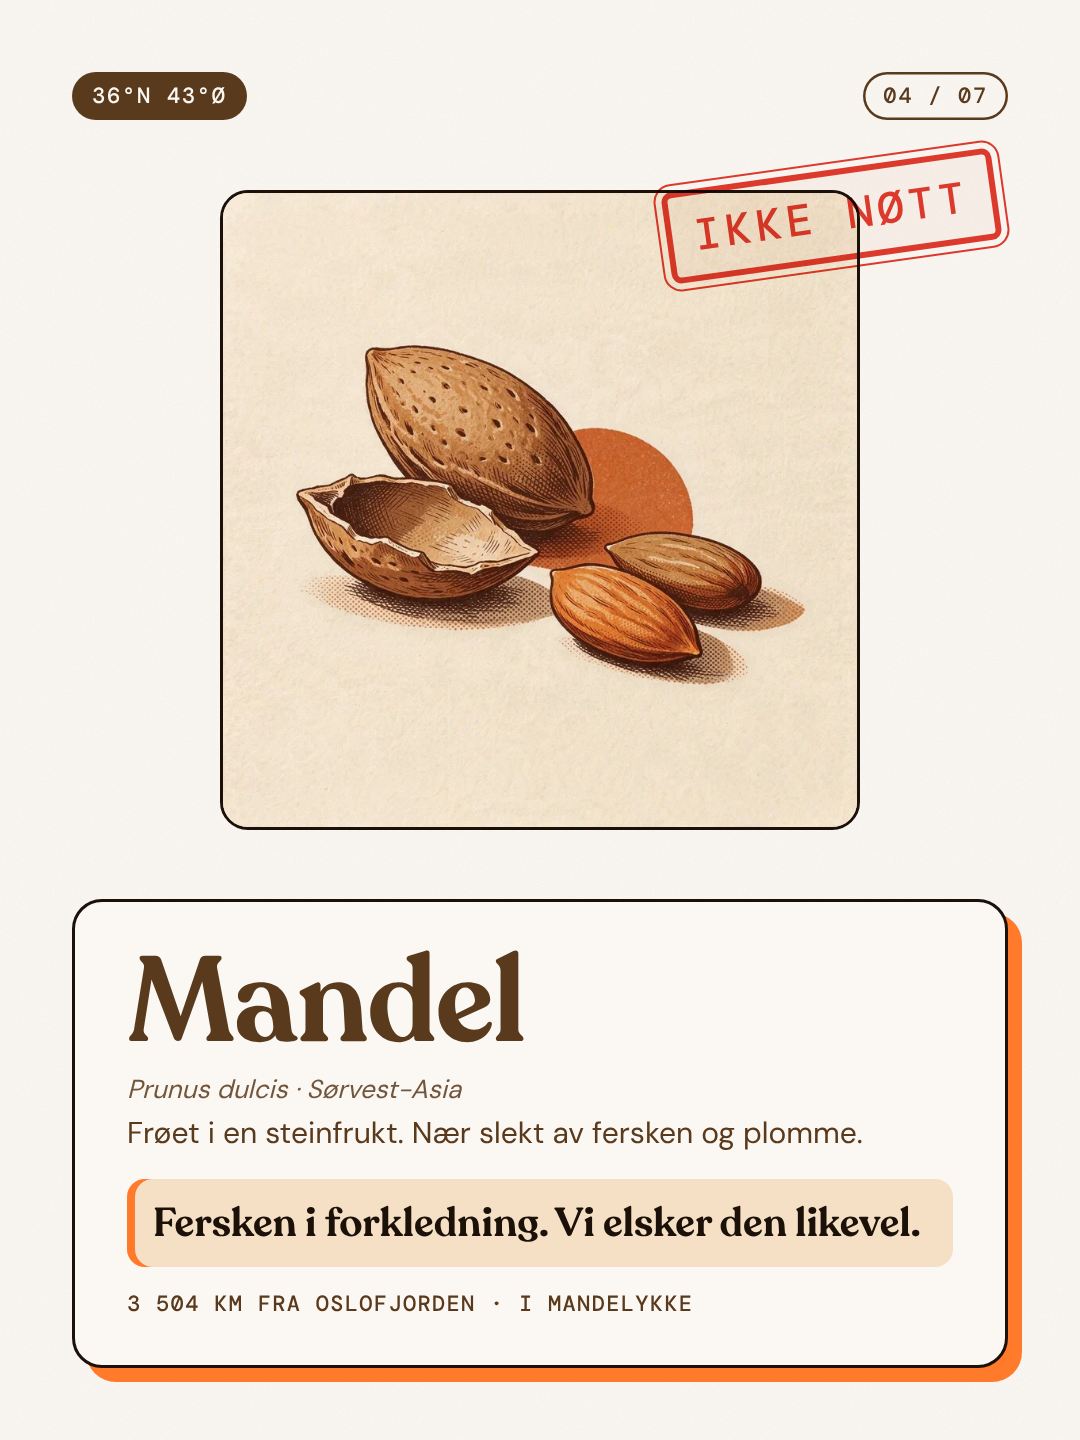 36°N 43°Ø
04 / 07
IKKE NØTT
Mandel
Prunus dulcis · Sørvest-Asia
Frøet i en steinfrukt. Nær slekt av fersken og plomme.
Fersken i forkledning. Vi elsker den likevel.
3 504 KM FRA OSLOFJORDEN · I MANDELYKKE